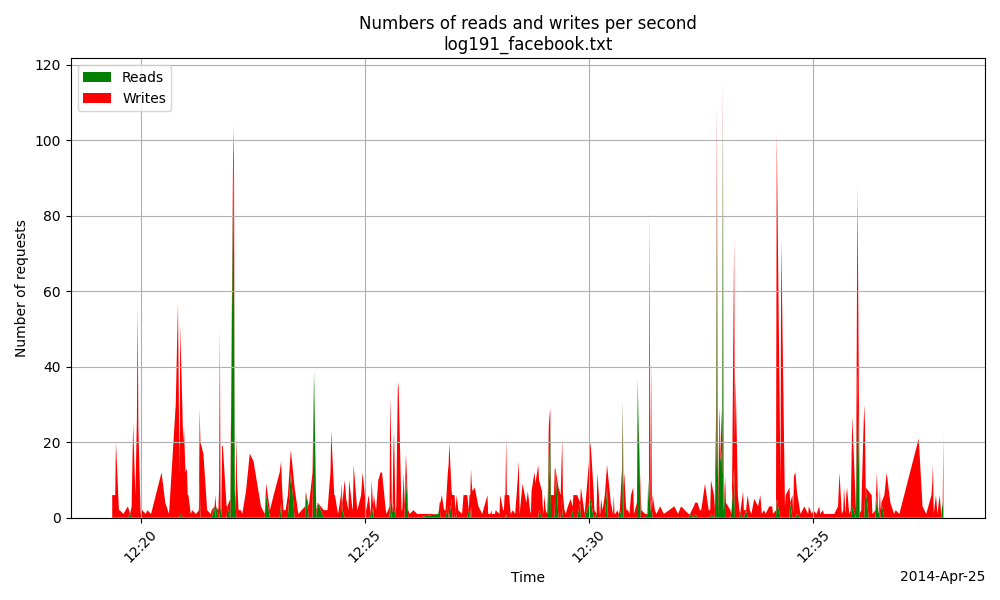 Numbers of reads and writes per second
log191_facebook.txt
Reads
Writes
Number of requests
120
100
80
60
40
20
0
12:20
12:25
12:30
12:35
Time
2014-Apr-25